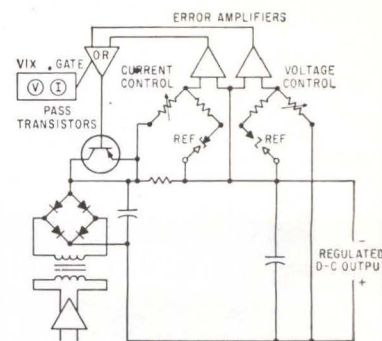 ERROR AMPLIFIERS
OR
VIX GATE
V I
CURRENT
CONTROL
VOLTAGE
CONTROL
PASS
TRANSISTORS
REF
REF
−
REGULATED
D-C OUTPUT
+